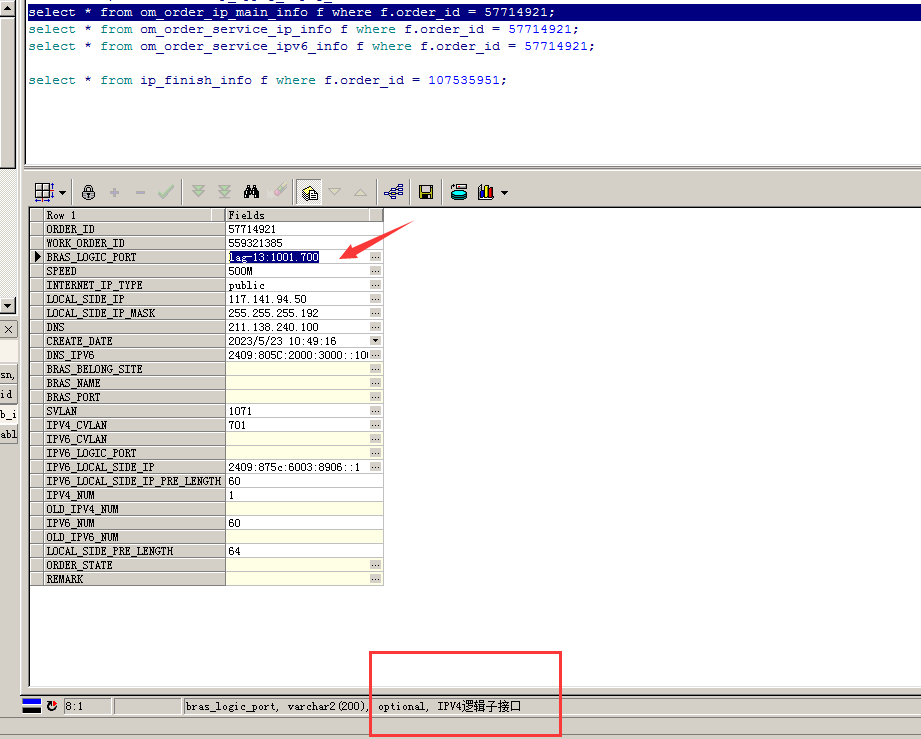 select * from om_order_ip_main_info f where f.order_id = 57714921;
select * from om_order_service_ip_info f where f.order_id = 57714921;
select * from om_order_service_ipv6_info f where f.order_id = 57714921;
select * from ip_finish_info f where f.order_id = 107535951;
Row 1 Fields
ORDER_ID 57714921
WORK_ORDER_ID 559321385
BRAS_LOGIC_PORT lag-13:1001.700
SPEED 500M
INTERNET_IP_TYPE public
LOCAL_SIDE_IP 117.141.94.50
LOCAL_SIDE_IP_MASK 255.255.255.192
DNS 211.138.240.100
CREATE_DATE 2023/5/23 10:49:16
DNS_IPV6 2409:805C:2000:3000::10
BRAS_BELONG_SITE
BRAS_NAME
BRAS_PORT
SVLAN 1071
IPV4_CVLAN 701
IPV6_CVLAN
IPV6_LOGIC_PORT
IPV6_LOCAL_SIDE_IP 2409:875c:6003:8906::1
IPV6_LOCAL_SIDE_IP_PRE_LENGTH 60
IPV4_NUM 1
OLD_IPV4_NUM
IPV6_NUM 60
OLD_IPV6_NUM
LOCAL_SIDE_PRE_LENGTH 64
ORDER_STATE
REMARK
sn,
id
b_i
abl
8:1 bras_logic_port, varchar2(200), optional, IPV4逻辑子接口